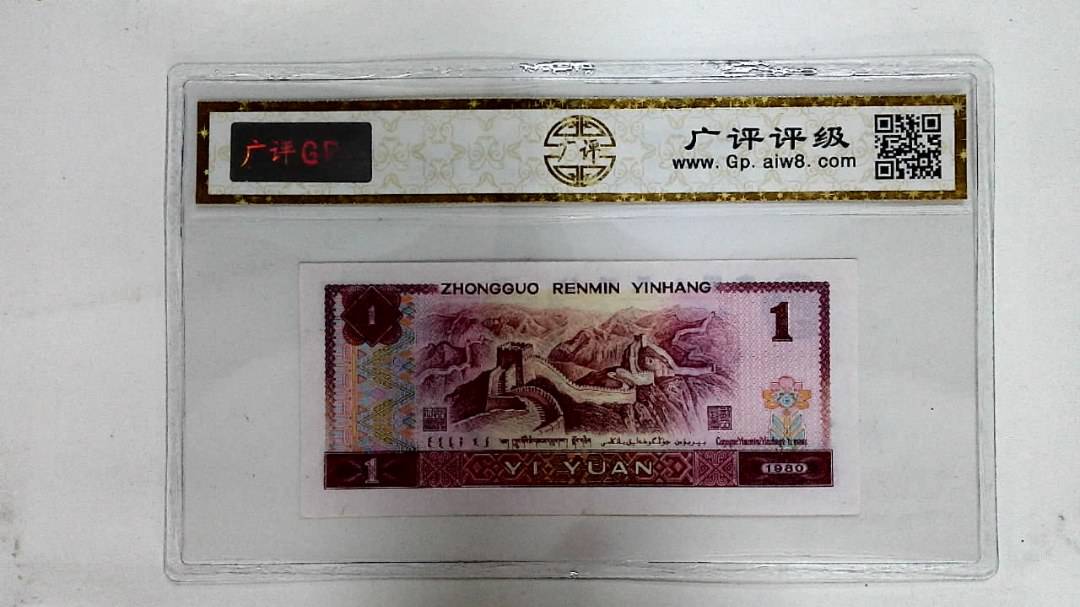 广评GP
广评
广评评级
www.Gp.aiw8.com
ZHONGGUO RENMIN YINHANG
1
1
1
YI YUAN
1980